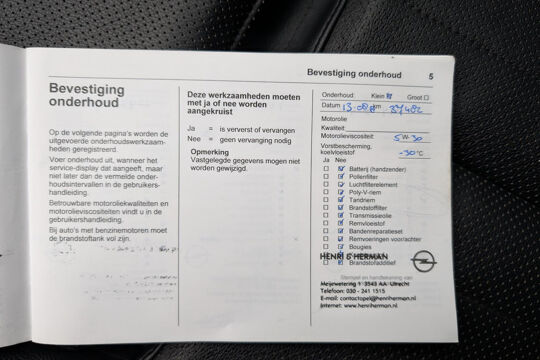 Bevestiging onderhoud 5
Bevestiging
onderhoud
Op de volgende pagina's worden de
uitgevoerde onderhoudswerkzaam-
heden geregistreerd.
Voer onderhoud uit, wanneer het
service-display dat aangeeft, maar
niet later dan de vermelde onder-
houdsintervallen in de gebruikers-
handleiding.
Betrouwbare motoroliekwaliteiten en
motorolieviscositeiten vindt u in de
gebruikershandleiding.
Bij auto's met benzinemotoren moet
de brandstoftank vol zijn.
Deze werkzaamheden moeten
met ja of nee worden
aangekruist
Ja = is ververst of vervangen
Nee = geen vervanging nodig
Opmerking
Vastgelegde gegevens mogen niet
worden gewijzigd.
Onderhoud: Klein Groot
Datum km
Motorolie
Kwaliteit:
Motorolieviscositeit: 5W-30
Vorstbescherming,
koelvloeistof -30°C
Ja Nee
Batterij (handzender)
Pollenfilter
Luchtfilterelement
Poly-V-riem
Tandriem
Brandstoffilter
Transmissieolie
Remvloeistof
Bandenreparatieset
Remvoeringen voor/achter
Bougies
HENRI & HERMAN
Brandstofadditief
Stempel en handtekening van
Meijewetering 1 3543 AA Utrecht
Telefoon: 030 - 241 1515
E-mail: contactopel@henriherman.nl
Internet: www.henriherman.nl